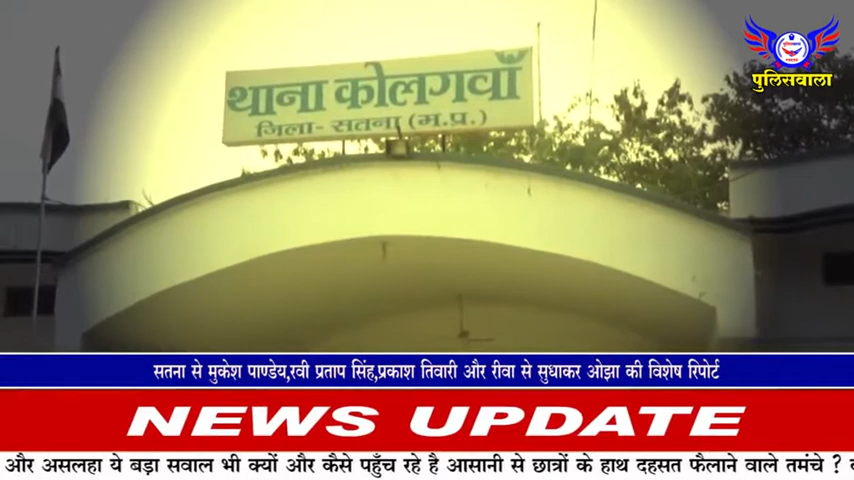 थाना कोलगवाँ
जिला- सतना (म.प्र.)
पुलिसवाला
सतना से मुकेश पाण्डेय,रवी प्रताप सिंह,प्रकाश तिवारी और रीवा से सुधाकर ओझा की विशेष रिपोर्ट
NEWS UPDATE
और असलहा ये बड़ा सवाल भी क्यों और कैसे पहुँच रहे है आसानी से छात्रों के हाथ दहसत फैलाने वाले तमंचे ?